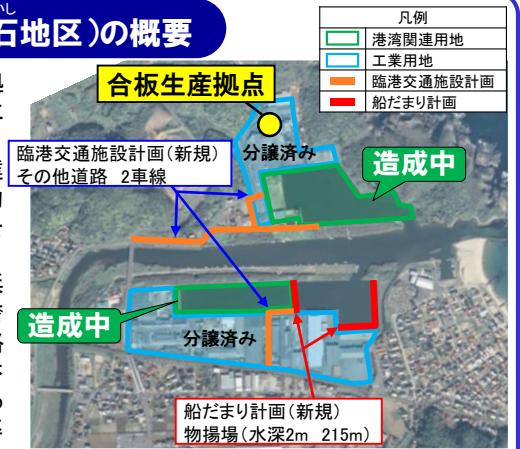 石地区)の概要
凡例
港湾関連用地
工業用地
臨港交通施設計画
船だまり計画
合板生産拠点
分譲済み
臨港交通施設計画(新規)
その他道路 2車線
造成中
造成中
分譲済み
船だまり計画(新規)
物揚場(水深2m 215m)